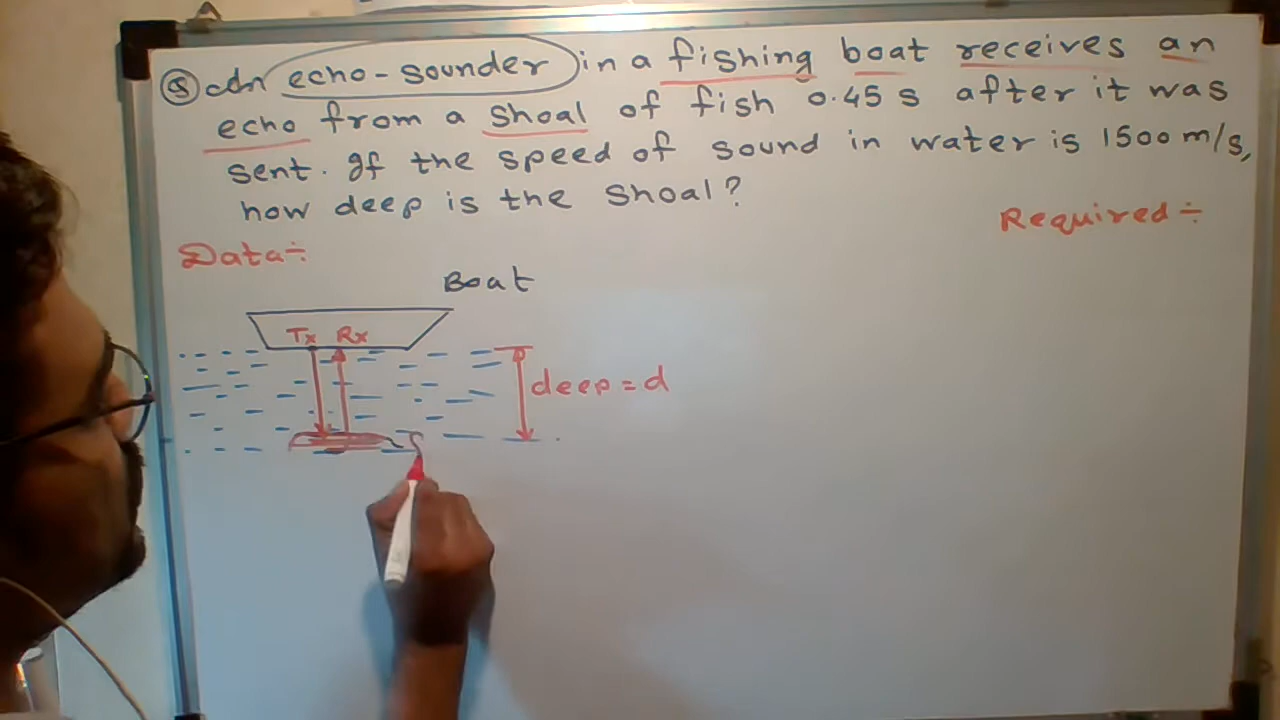 Q An echo-sounder in a fishing boat receives an
echo from a shoal of fish 0.45 s after it was
sent. If the speed of sound in water is 1500 m/s,
how deep is the shoal?
Required ÷
Data ÷
Boat
Tx Rx
deep = d
S